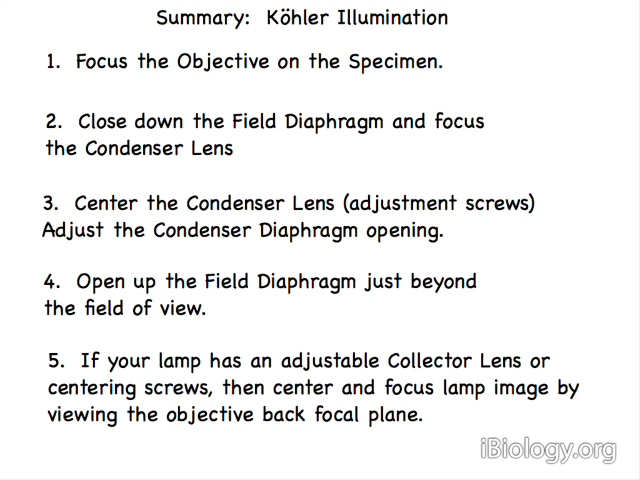 Summary: Köhler Illumination
1. Focus the Objective on the Specimen.
2. Close down the Field Diaphragm and focus
the Condenser Lens
3. Center the Condenser Lens (adjustment screws)
Adjust the Condenser Diaphragm opening.
4. Open up the Field Diaphragm just beyond
the field of view.
5. If your lamp has an adjustable Collector Lens or
centering screws, then center and focus lamp image by
viewing the objective back focal plane.
iBiology.org